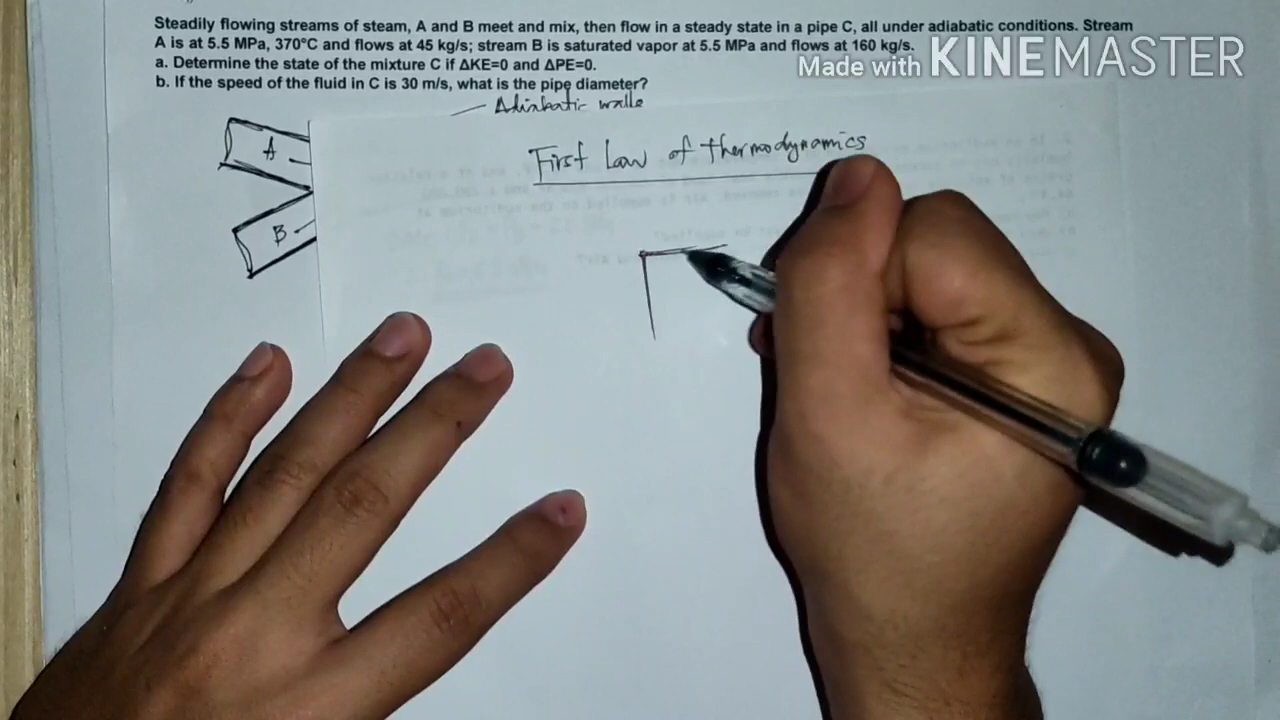 Steadily flowing streams of steam, A and B meet and mix, then flow in a steady state in a pipe C, all under adiabatic conditions. Stream
A is at 5.5 MPa, 370°C and flows at 45 kg/s; stream B is saturated vapor at 5.5 MPa and flows at 160 kg/s.
a. Determine the state of the mixture C if ΔKE=0 and ΔPE=0.
b. If the speed of the fluid in C is 30 m/s, what is the pipe diameter?
Made with KINEMASTER
Adiabatic walls
First Law of thermodynamics
A
B